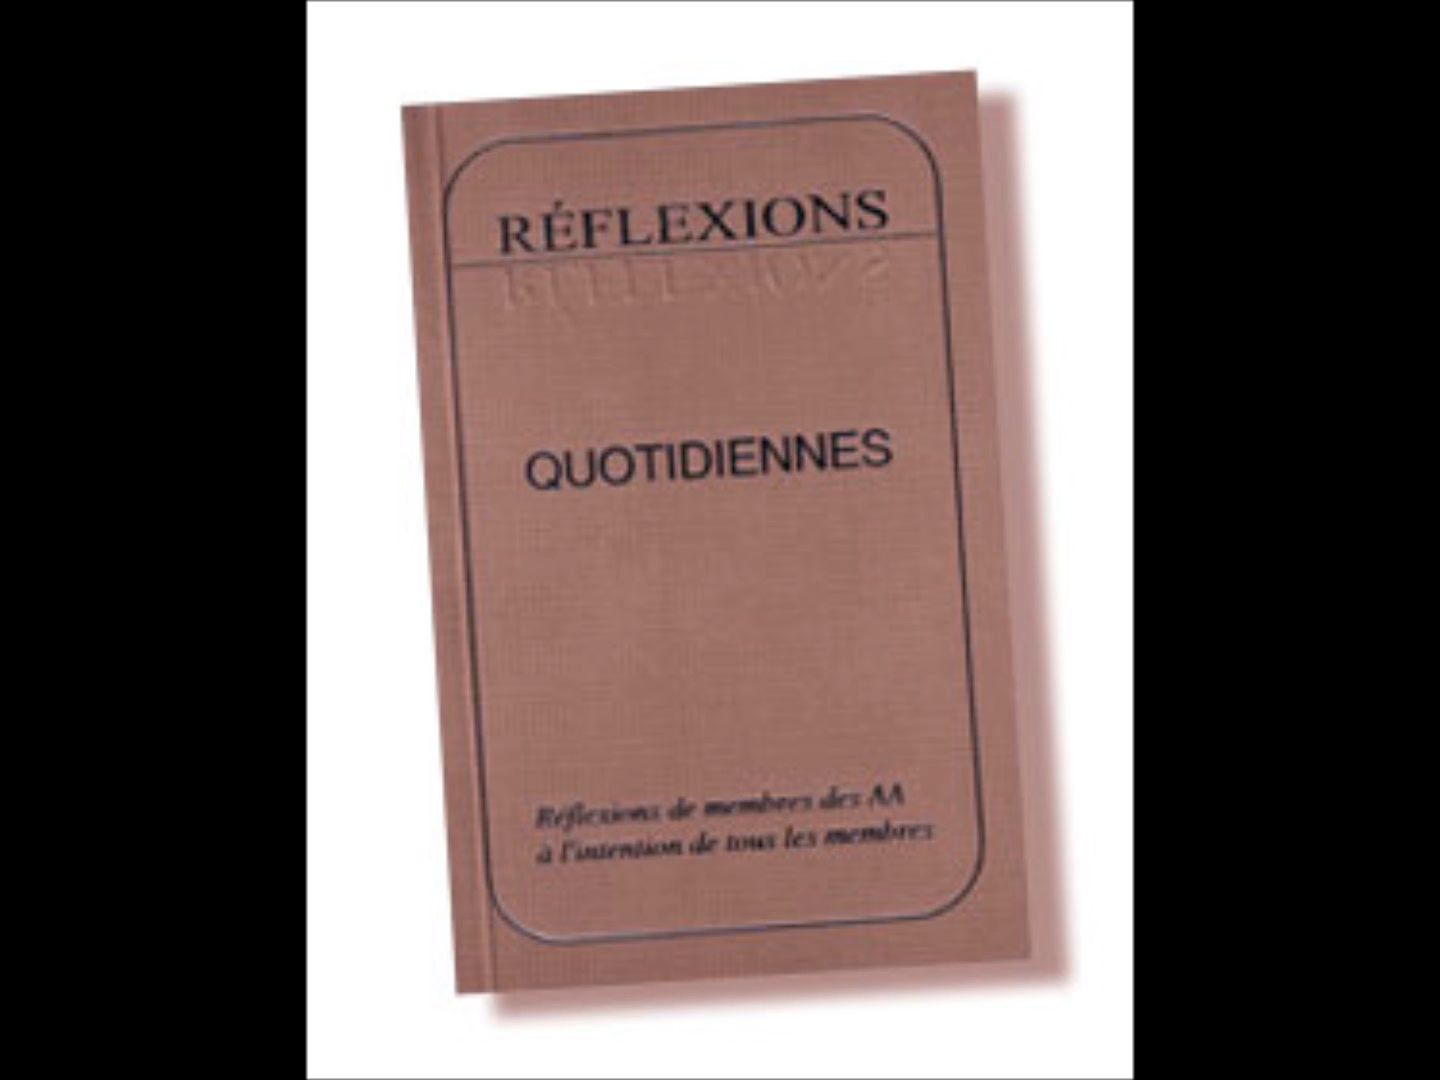 RÉFLEXIONS
QUOTIDIENNES
Réflexions de membres des AA
à l'intention de tous les membres